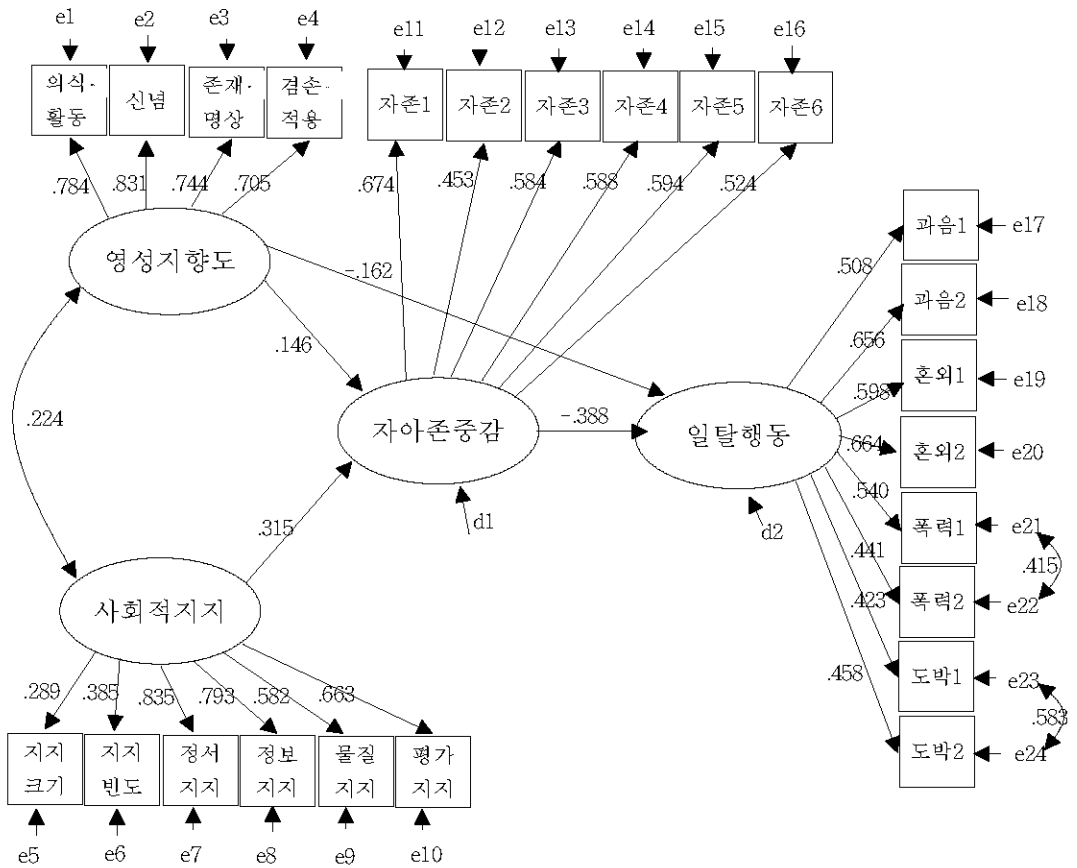 e1 e2 e3 e4 e11 e12 e13 e14 e15 e16
의식·
활동
신념
존재·
명상
겸손·
적용
자존1 자존2 자존3 자존4 자존5 자존6
.784 .831 .744 .705 .674 .453 .584 .588 .594 .524
영성지향도
-.162
.146
.224
자아존중감
-.388
일탈행동
d1
d2
.315
사회적지지
.508
.656
.598
.664
.540
.441
.423
.458
과음1 e17
과음2 e18
혼외1 e19
혼외2 e20
폭력1 e21
.415
폭력2 e22
도박1 e23
.583
도박2 e24
.289 .385 .835 .793 .582 .663
지지
크기
지지
빈도
정서
지지
정보
지지
물질
지지
평가
지지
e5 e6 e7 e8 e9 e10